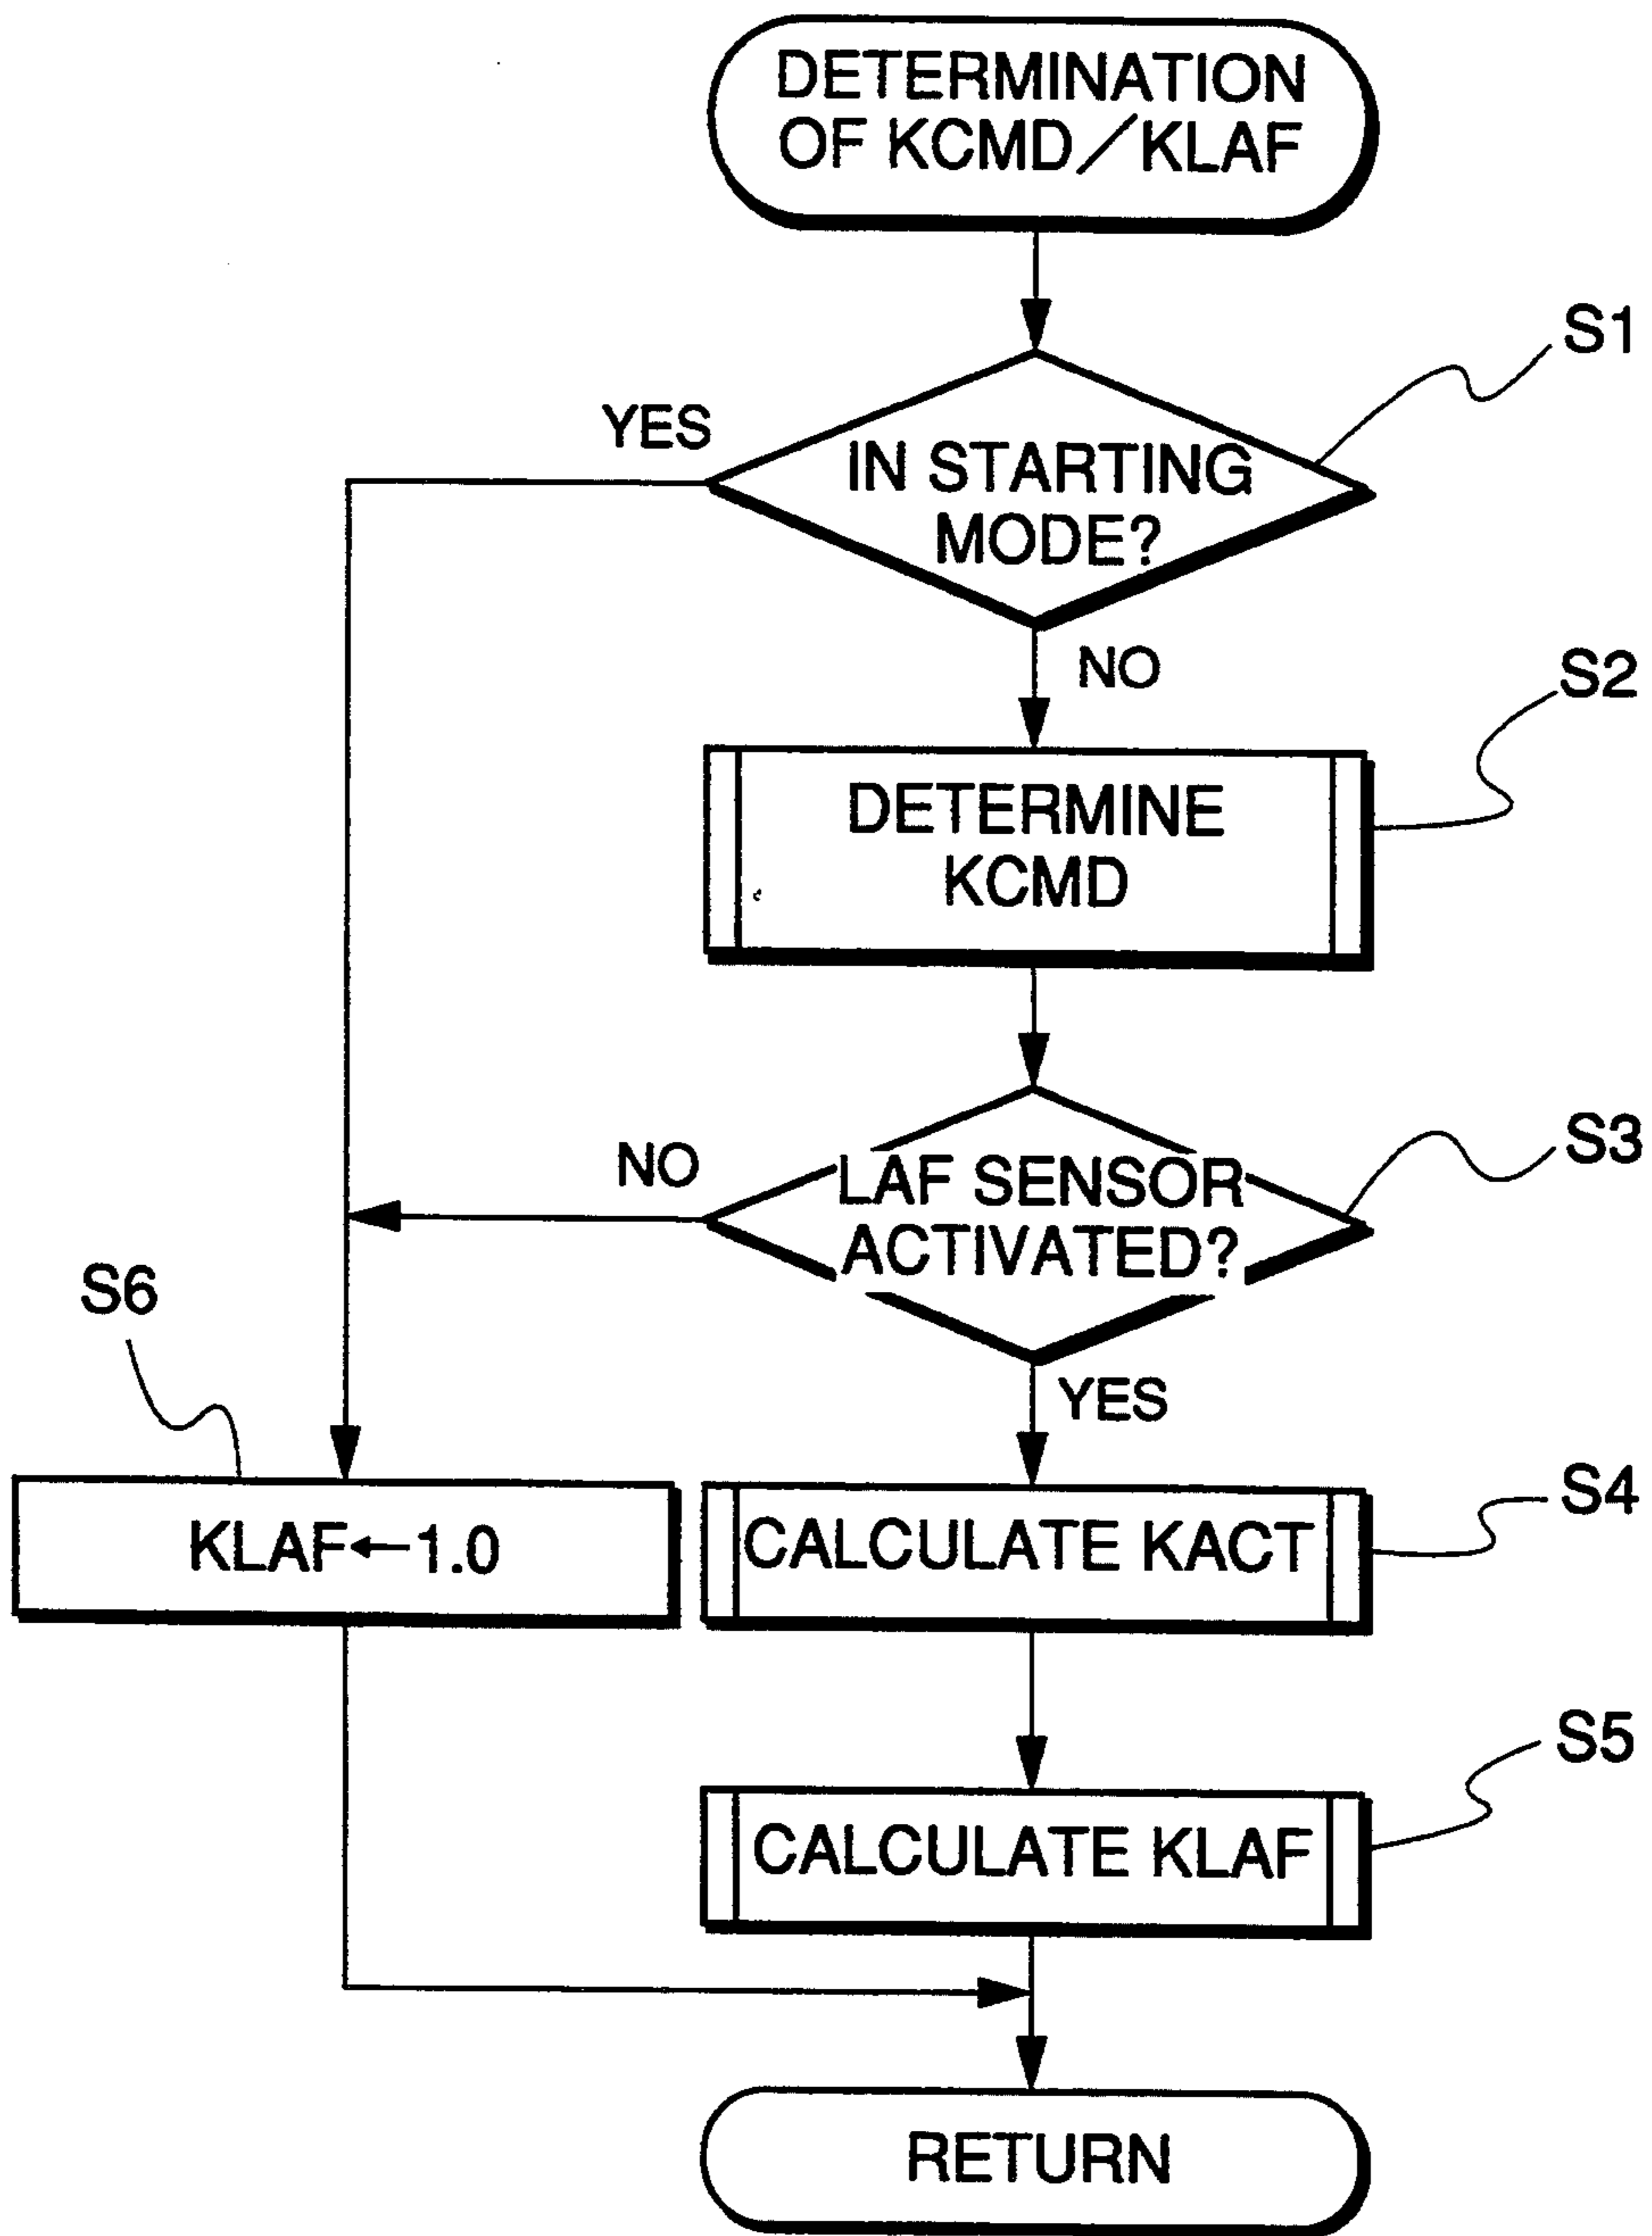 DETERMINATION
OF KCMD/KLAF
S1
YES
IN STARTING
MODE?
NO
S2
DETERMINE
KCMD
S3
NO
LAF SENSOR
ACTIVATED?
S6
YES
KLAF←1.0
CALCULATE KACT
S4
S5
CALCULATE KLAF
RETURN